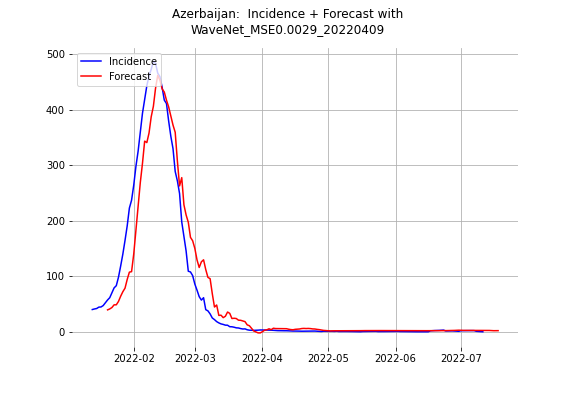 Azerbaijan:  Incidence + Forecast with
WaveNet_MSE0.0029_20220409
500
Incidence
Forecast
400
300
200
100
0
2022-02 2022-03 2022-04 2022-05 2022-06 2022-07